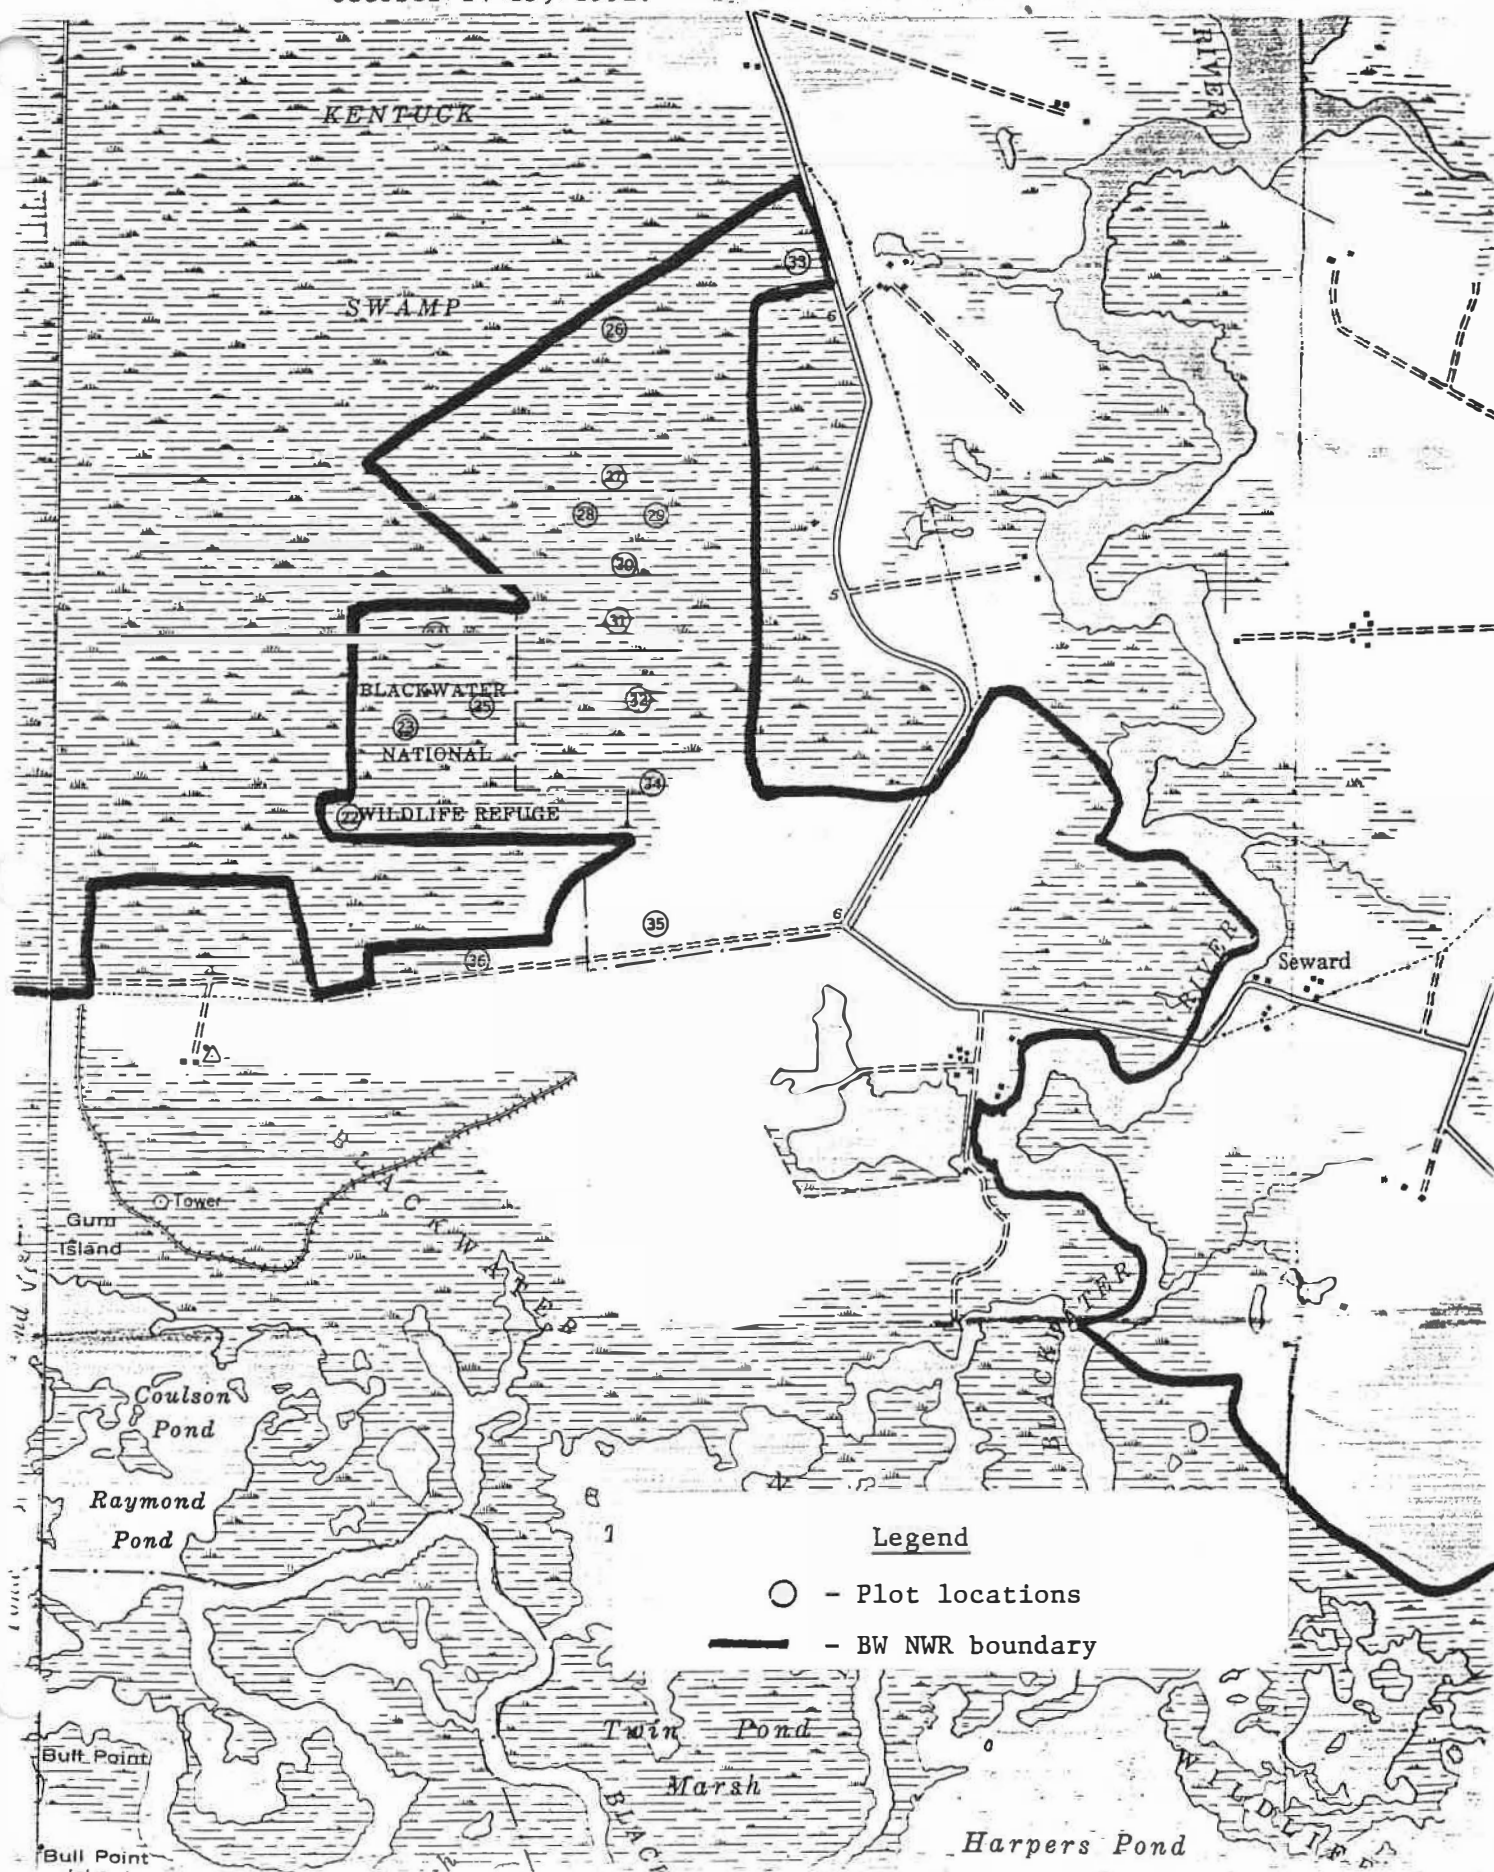 RIVER
KENTUCK
33
SWAMP
6
26
27
28
29
30
5
31
BLACKWATER
25
32
23
NATIONAL
34
22
WILDLIFE REFUGE
6
35
36
RIVER
Seward
Tower
Gum
Island
BLACKWATER
BLACKWATER
Coulson
Pond
Raymond
Pond
Legend
- Plot locations
- BW NWR boundary
Twin Pond
Marsh
Bull Point
WILDLIFE
Harpers Pond
Bull Point